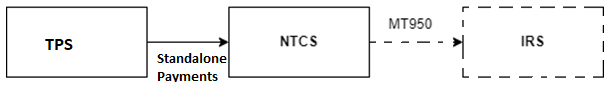 TPS
Standalone
Payments
NTCS
MT950
IRS